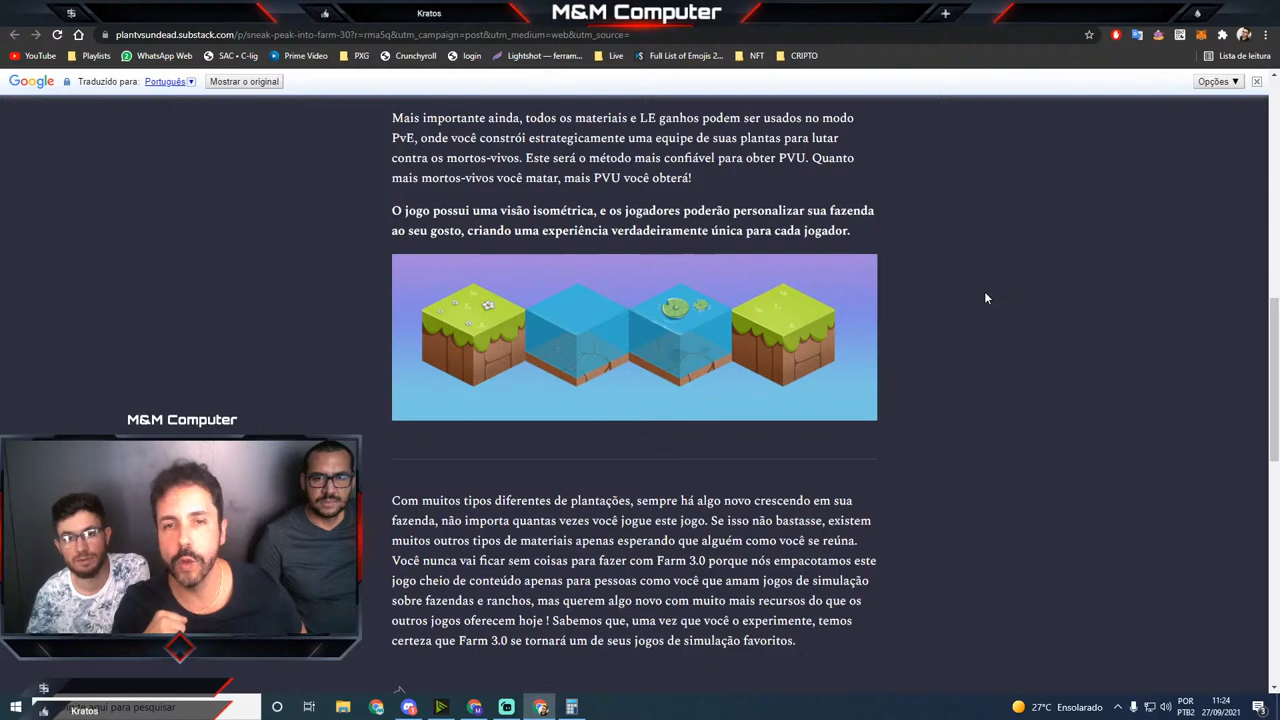 Kratos
M&M Computer
plantvsundead.substack.com/p/sneak-peak-into-farm-30?r=rma5q&utm_campaign=post&utm_medium=web&utm_source=
YouTube
Playlists
WhatsApp Web
SAC • C-lig
Prime Video
PXG
Crunchyroll
login
Lightshot — ferram...
Live
Full List of Emojis 2...
NFT
CRIPTO
Lista de leitura
Google
Traduzido para:
Português
Mostrar o original
Opções ▼
Mais importante ainda, todos os materiais e LE ganhos podem ser usados no modo
PvE, onde você constrói estrategicamente uma equipe de suas plantas para lutar
contra os mortos-vivos. Este será o método mais confiável para obter PVU. Quanto
mais mortos-vivos você matar, mais PVU você obterá!
O jogo possui uma visão isométrica, e os jogadores poderão personalizar sua fazenda
ao seu gosto, criando uma experiência verdadeiramente única para cada jogador.
M&M Computer
Com muitos tipos diferentes de plantações, sempre há algo novo crescendo em sua
fazenda, não importa quantas vezes você jogue este jogo. Se isso não bastasse, existem
muitos outros tipos de materiais apenas esperando que alguém como você se reúna.
Você nunca vai ficar sem coisas para fazer com Farm 3.0 porque nós empacotamos este
jogo cheio de conteúdo apenas para pessoas como você que amam jogos de simulação
sobre fazendas e ranchos, mas querem algo novo com muito mais recursos do que os
outros jogos oferecem hoje ! Sabemos que, uma vez que você o experimente, temos
certeza que Farm 3.0 se tornará um de seus jogos de simulação favoritos.
aqui para pesquisar
Kratos
27°C Ensolarado
POR
PTB2
11:24
27/09/2021